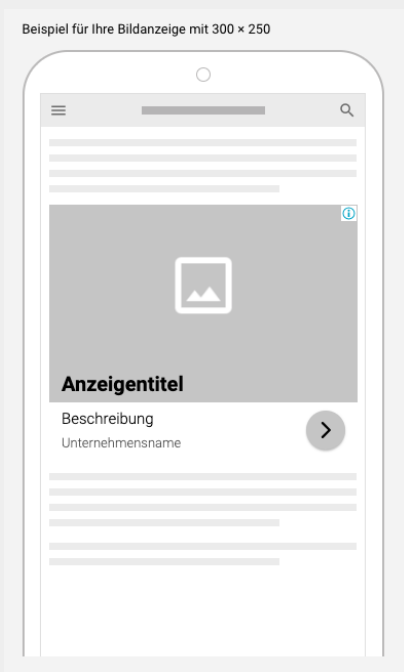 Beispiel für Ihre Bildanzeige mit 300 × 250
Anzeigentitel
Beschreibung
Unternehmensname